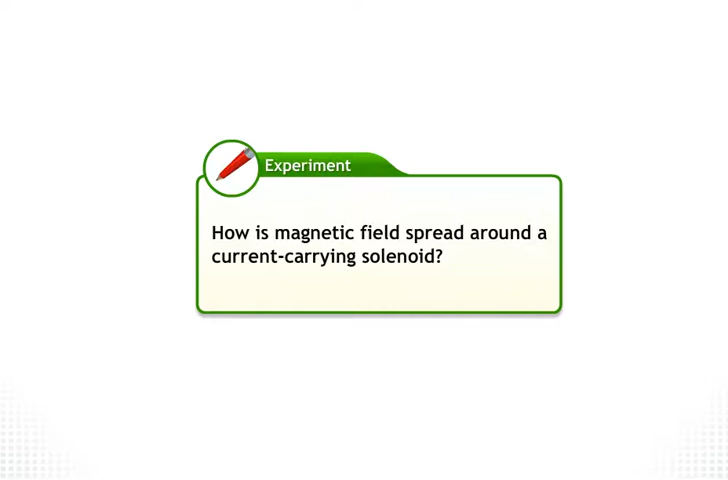 Experiment
How is magnetic field spread around a
current-carrying solenoid?